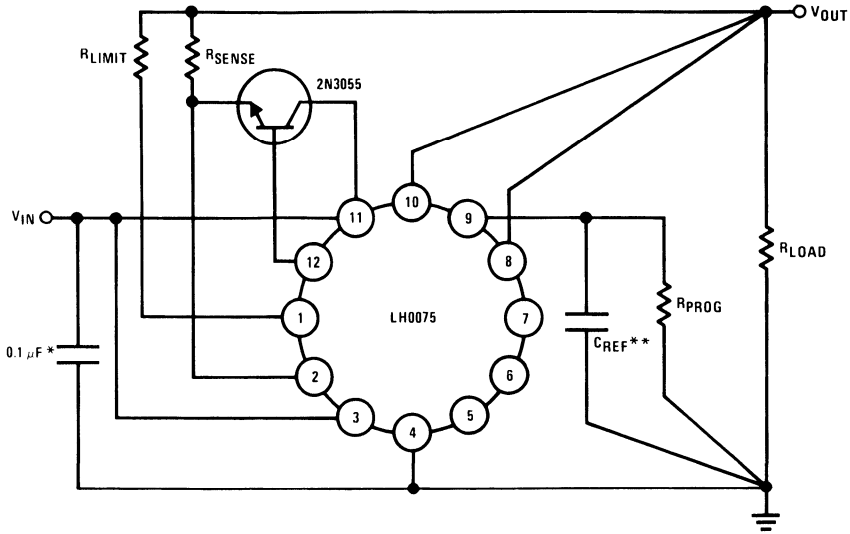 VOUT
RLIMIT
RSENSE
2N3055
10
VIN
11
9
12
8
RLOAD
1
LH0075
7
RPROG
0.1 μF*
CREF**
2
6
3
5
4